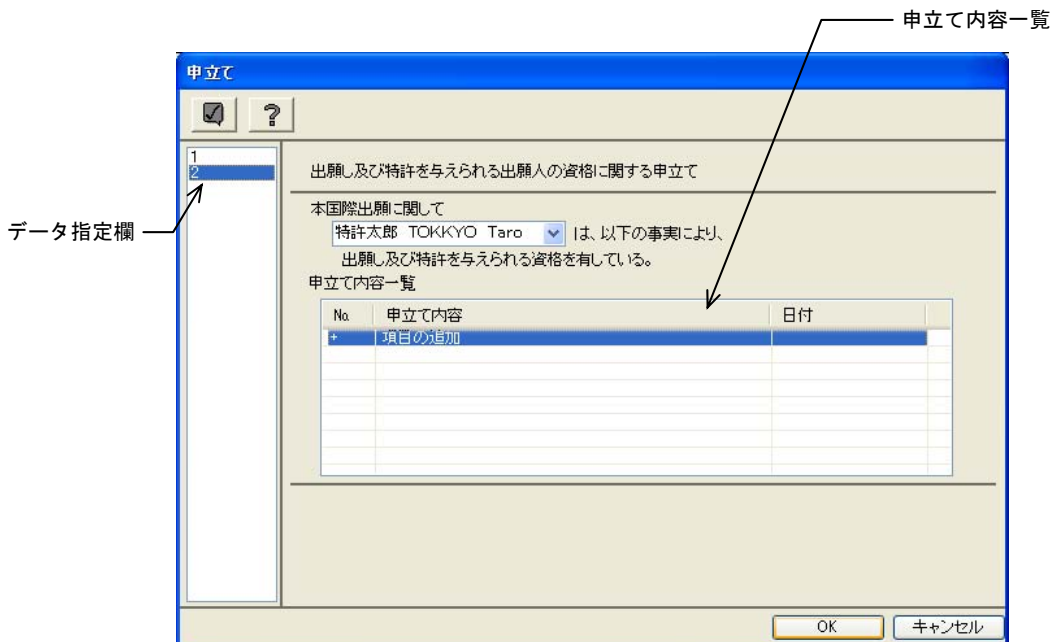 申立て内容一覧
申立て
?
1
2
出願し及び特許を与えられる出願人の資格に関する申立て
データ指定欄
本国際出願に関して
特許太郎 TOKKYO Taro は、以下の事実により、
出願し及び特許を与えられる資格を有している。
申立て内容一覧
No. 申立て内容 日付
+ 項目の追加
OK キャンセル